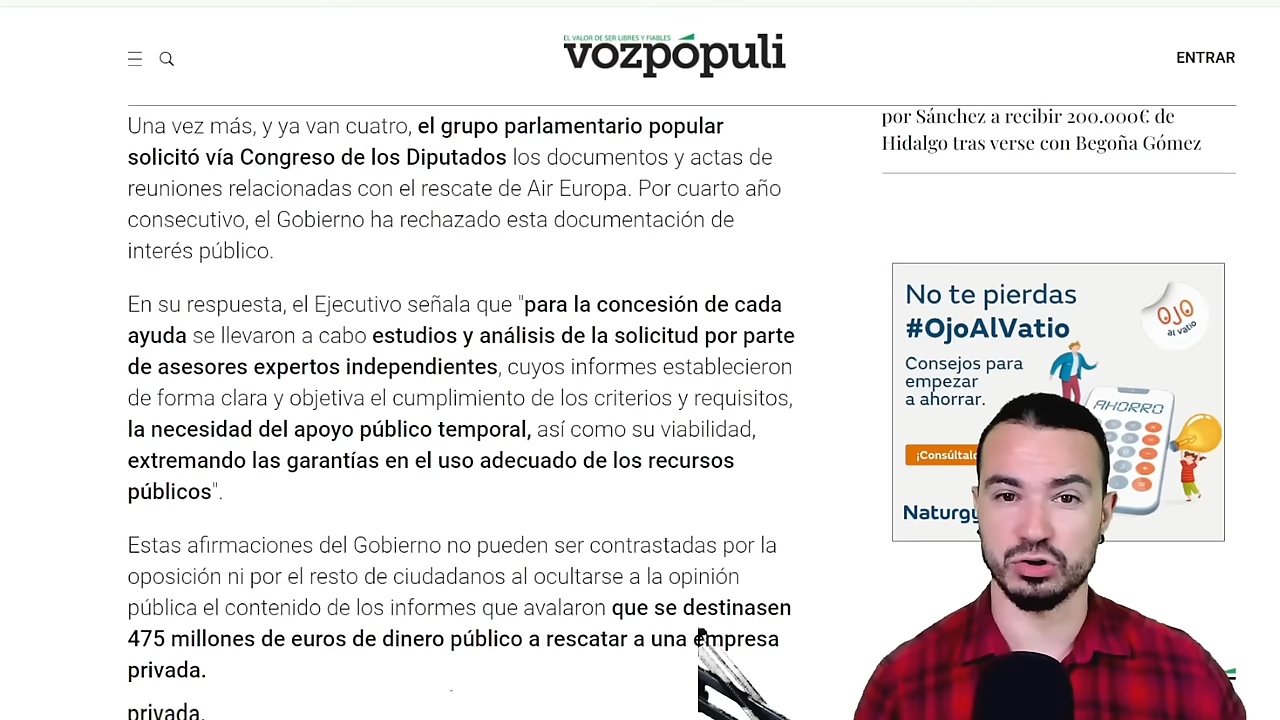 EL VALOR DE SER LIBRES Y FIABLES
vozpópuli
ENTRAR
Una vez más, y ya van cuatro, el grupo parlamentario popular
solicitó vía Congreso de los Diputados los documentos y actas de
reuniones relacionadas con el rescate de Air Europa. Por cuarto año
consecutivo, el Gobierno ha rechazado esta documentación de
interés público.
En su respuesta, el Ejecutivo señala que "para la concesión de cada
ayuda se llevaron a cabo estudios y análisis de la solicitud por parte
de asesores expertos independientes, cuyos informes establecieron
de forma clara y objetiva el cumplimiento de los criterios y requisitos,
la necesidad del apoyo público temporal, así como su viabilidad,
extremando las garantías en el uso adecuado de los recursos
públicos".
Estas afirmaciones del Gobierno no pueden ser contrastadas por la
oposición ni por el resto de ciudadanos al ocultarse a la opinión
pública el contenido de los informes que avalaron que se destinasen
475 millones de euros de dinero público a rescatar a una empresa
privada.
privada.
por Sánchez a recibir 200.000€ de
Hidalgo tras verse con Begoña Gómez
No te pierdas
#OjoAlVatio
Consejos para
empezar
a ahorrar.
OJO
al vatio
AHORRO
¡Consúltalo
Naturgy